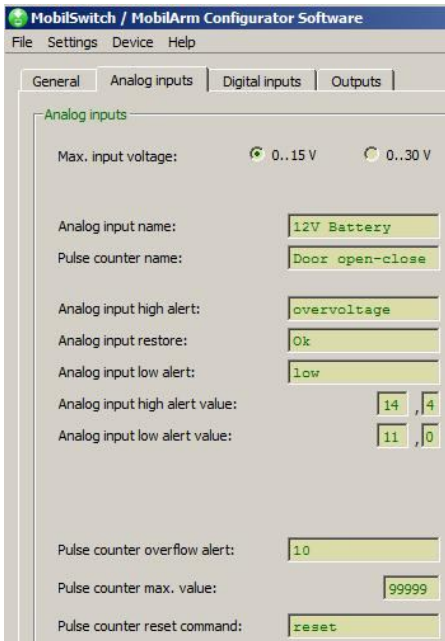 MobilSwitch / MobilArm Configurator Software
File Settings Device Help
General Analog inputs Digital inputs Outputs
Analog inputs
Max. input voltage: 0..15 V 0..30 V
Analog input name: 12V Battery
Pulse counter name: Door open-close
Analog input high alert: overvoltage
Analog input restore: Ok
Analog input low alert: low
Analog input high alert value: 14 ,4
Analog input low alert value: 11 ,0
Pulse counter overflow alert: 10
Pulse counter max. value: 99999
Pulse counter reset command: reset